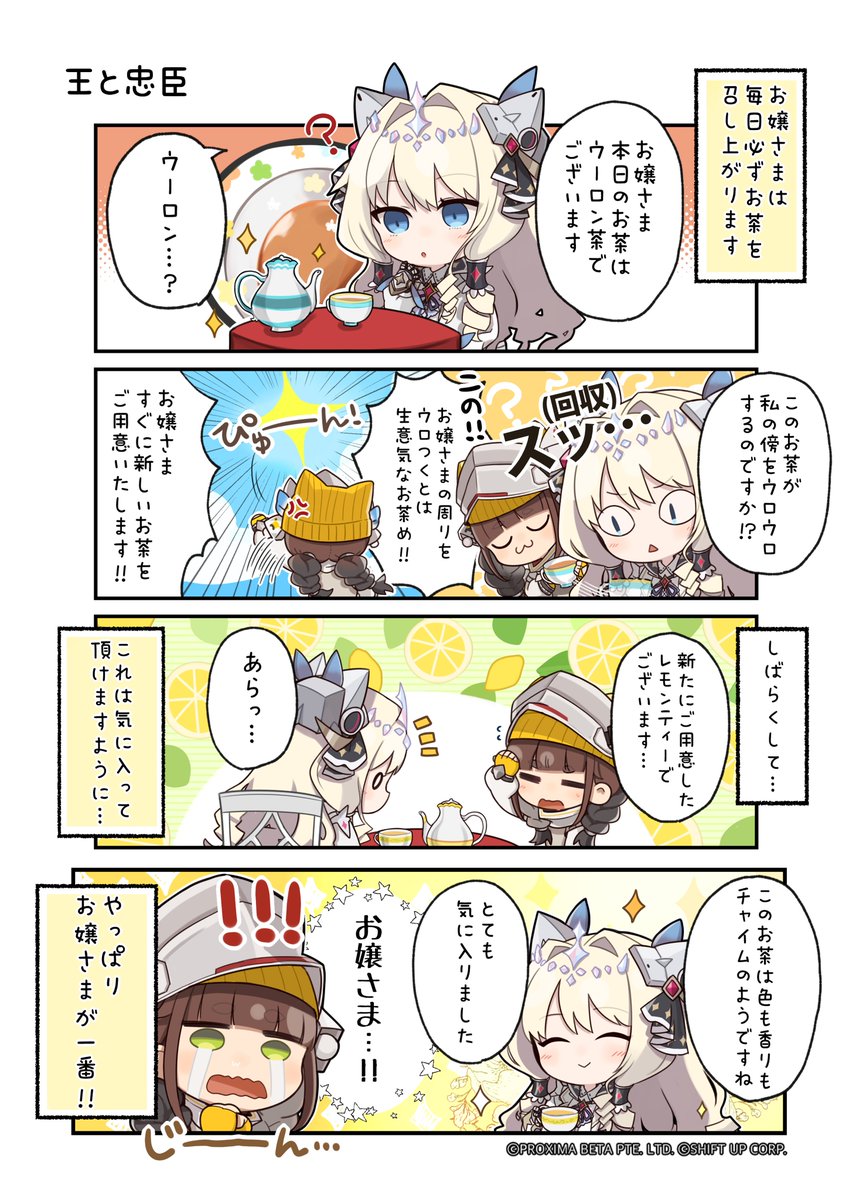 王と忠臣
お嬢さまは
毎日必ずお茶を
召し上がります
お嬢さま
本日のお茶は
ウーロン茶で
ございます
?
ウーロン…?
このお茶が
私の傍をウロウロ
するのですか!?
(回収)
スッ…
この!!
お嬢さまの周りを
ウロつくとは
生意気なお茶め!!
ぴゅーん!
お嬢さま
すぐに新しいお茶を
ご用意いたします!!
しばらくして…
新たにご用意した
レモンティーで
ございます…
あらっ…
これは気に入って
頂けますように…
このお茶は色も香りも
チャイムのようですね
とても
気に入りました
お嬢さま…!!
!!!
やっぱり
お嬢さまが一番!!
じーーん…
©PROXIMA BETA PTE. LTD. ©SHIFT UP CORP.